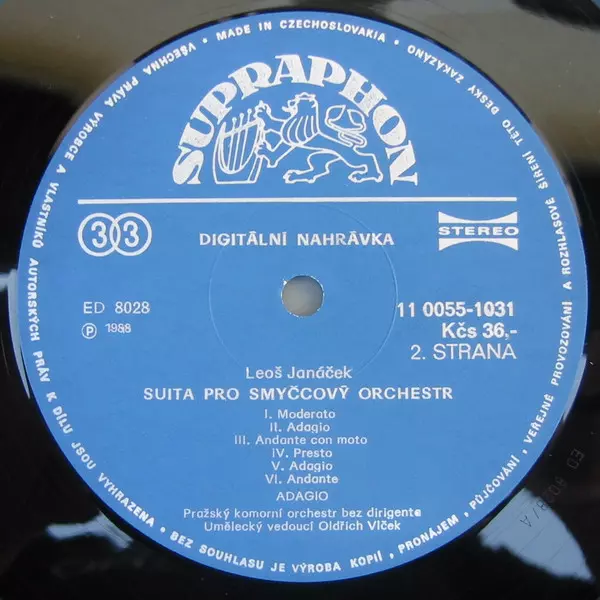 VŠECHNA PRÁVA VÝROBCE A VLASTNÍKŮ AUTORSKÝCH PRÁV K DÍLU JSOU VYHRAZENA • BEZ SOUHLASU JE VÝROBA KOPIÍ, PRONÁJEM, PŮJČOVÁNÍ, VEŘEJNÉ PROVOZOVÁNÍ A ROZHLASOVÉ ŠÍŘENÍ TÉTO DESKY ZAKÁZÁNO • MADE IN CZECHOSLOVAKIA •
SUPRAPHON
33
DIGITÁLNÍ NAHRÁVKA
STEREO
ED 8028
Ⓟ 1988
11 0055-1031
Kčs 36,-
2. STRANA
Leoš Janáček
SUITA PRO SMYČCOVÝ ORCHESTR
I. Moderato
II. Adagio
III. Andante con moto
IV. Presto
V. Adagio
VI. Andante
ADAGIO
Pražský komorní orchestr bez dirigenta
Umělecký vedoucí Oldřich Vlček
ED 8028/A